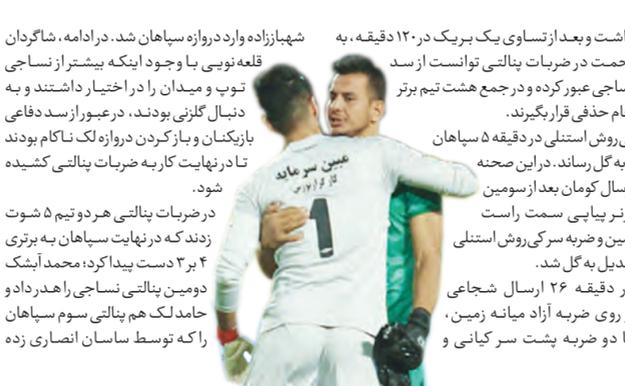 اشت و بعد از تساوی یک بر یک در ۱۲۰ دقیقه، به
حمت در ضربات پنالتی توانست از سد
ساجی عبور کرده و در جمع هشت تیم برتر
ام حذفی قرار بگیرند.
ی‌روش استنلی در دقیقه ۵ سپاهان
به گل رساند. در این صحنه
سال کومان بعد از سومین
رنر پیاپی سمت راست
مین و ضربه سر کی‌روش استنلی
دیل به گل شد.
ر دقیقه ۲۶ ارسال شجاعی
روی ضربه آزاد میانه زمین،
ا دو ضربه پشت سر کیانی و
شهباززاده وارد دروازه سپاهان شد. در ادامه، شاگردان
قلعه‌نویی با وجود اینکه بیشتر از نساجی
توپ و میدان را در اختیار داشتند و به
دنبال گلزنی بودند، در عبور از سد دفاعی
بازیکنان و باز کردن دروازه لک ناکام بودند
تا در نهایت کار به ضربات پنالتی کشیده
شود.
در ضربات پنالتی هر دو تیم ۵ شوت
زدند که در نهایت سپاهان به برتری
۴ بر ۳ دست پیدا کرد؛ محمد آبشک
دومین پنالتی نساجی را هدر داد و
حامد لک هم پنالتی سوم سپاهان
را که توسط ساسان انصاری زده
مبین سرمایه
کارگزار بورس
1